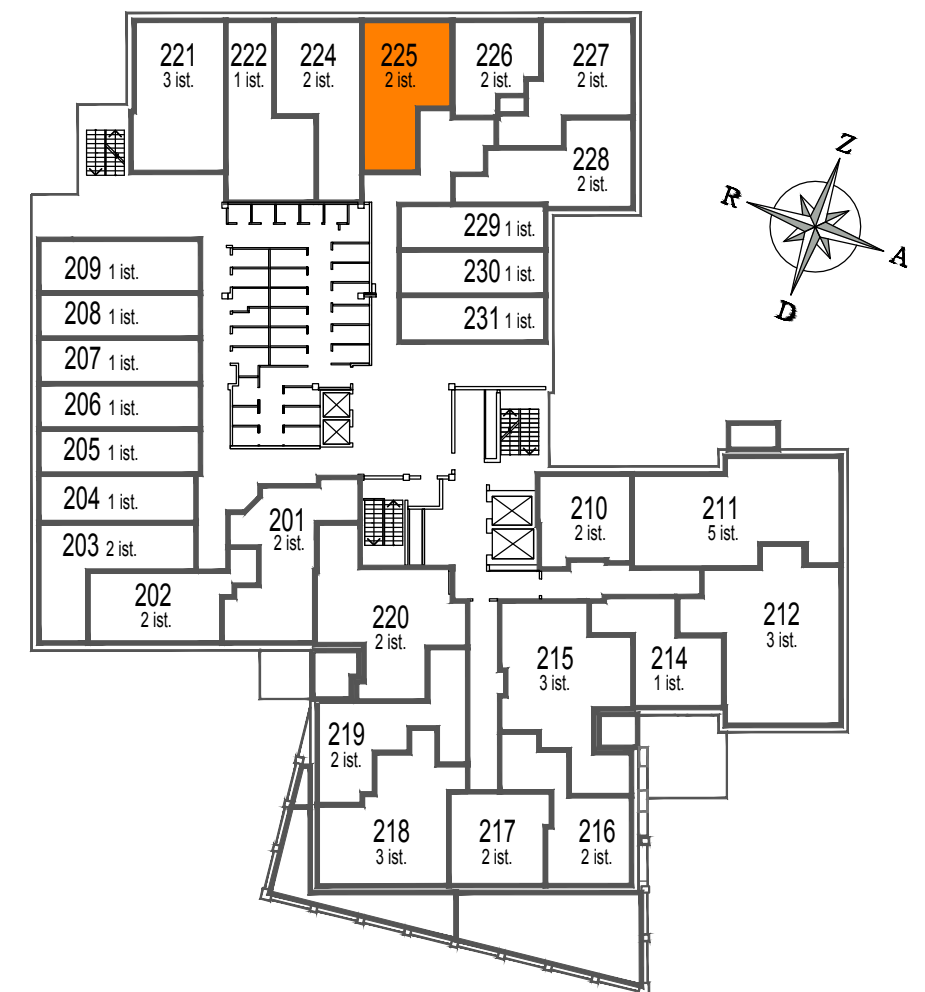 221
3 ist.
222
1 ist.
224
2 ist.
225
2 ist.
226
2 ist.
227
2 ist.
228
2 ist.
229 1 ist.
230 1 ist.
231 1 ist.
Z
R
A
D
209 1 ist.
208 1 ist.
207 1 ist.
206 1 ist.
205 1 ist.
204 1 ist.
203 2 ist.
202
2 ist.
201
2 ist.
210
2 ist.
211
5 ist.
212
3 ist.
220
2 ist.
215
3 ist.
214
1 ist.
219
2 ist.
218
3 ist.
217
2 ist.
216
2 ist.